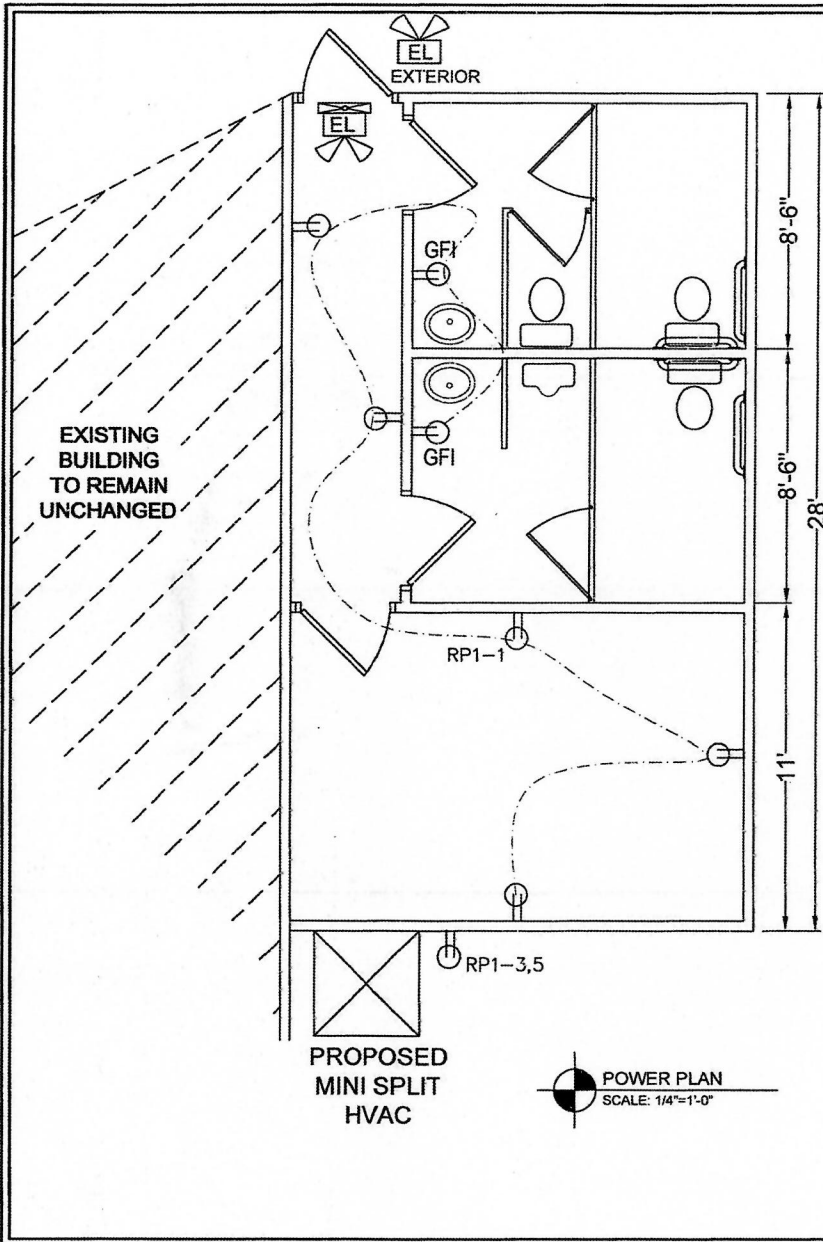 EL
EXTERIOR
EL
8'-6"
GFI
EXISTING
BUILDING
TO REMAIN
UNCHANGED
GFI
8'-6"
28'
RP1-1
11'
RP1-3,5
PROPOSED
MINI SPLIT
HVAC
POWER PLAN
SCALE: 1/4"=1'-0"